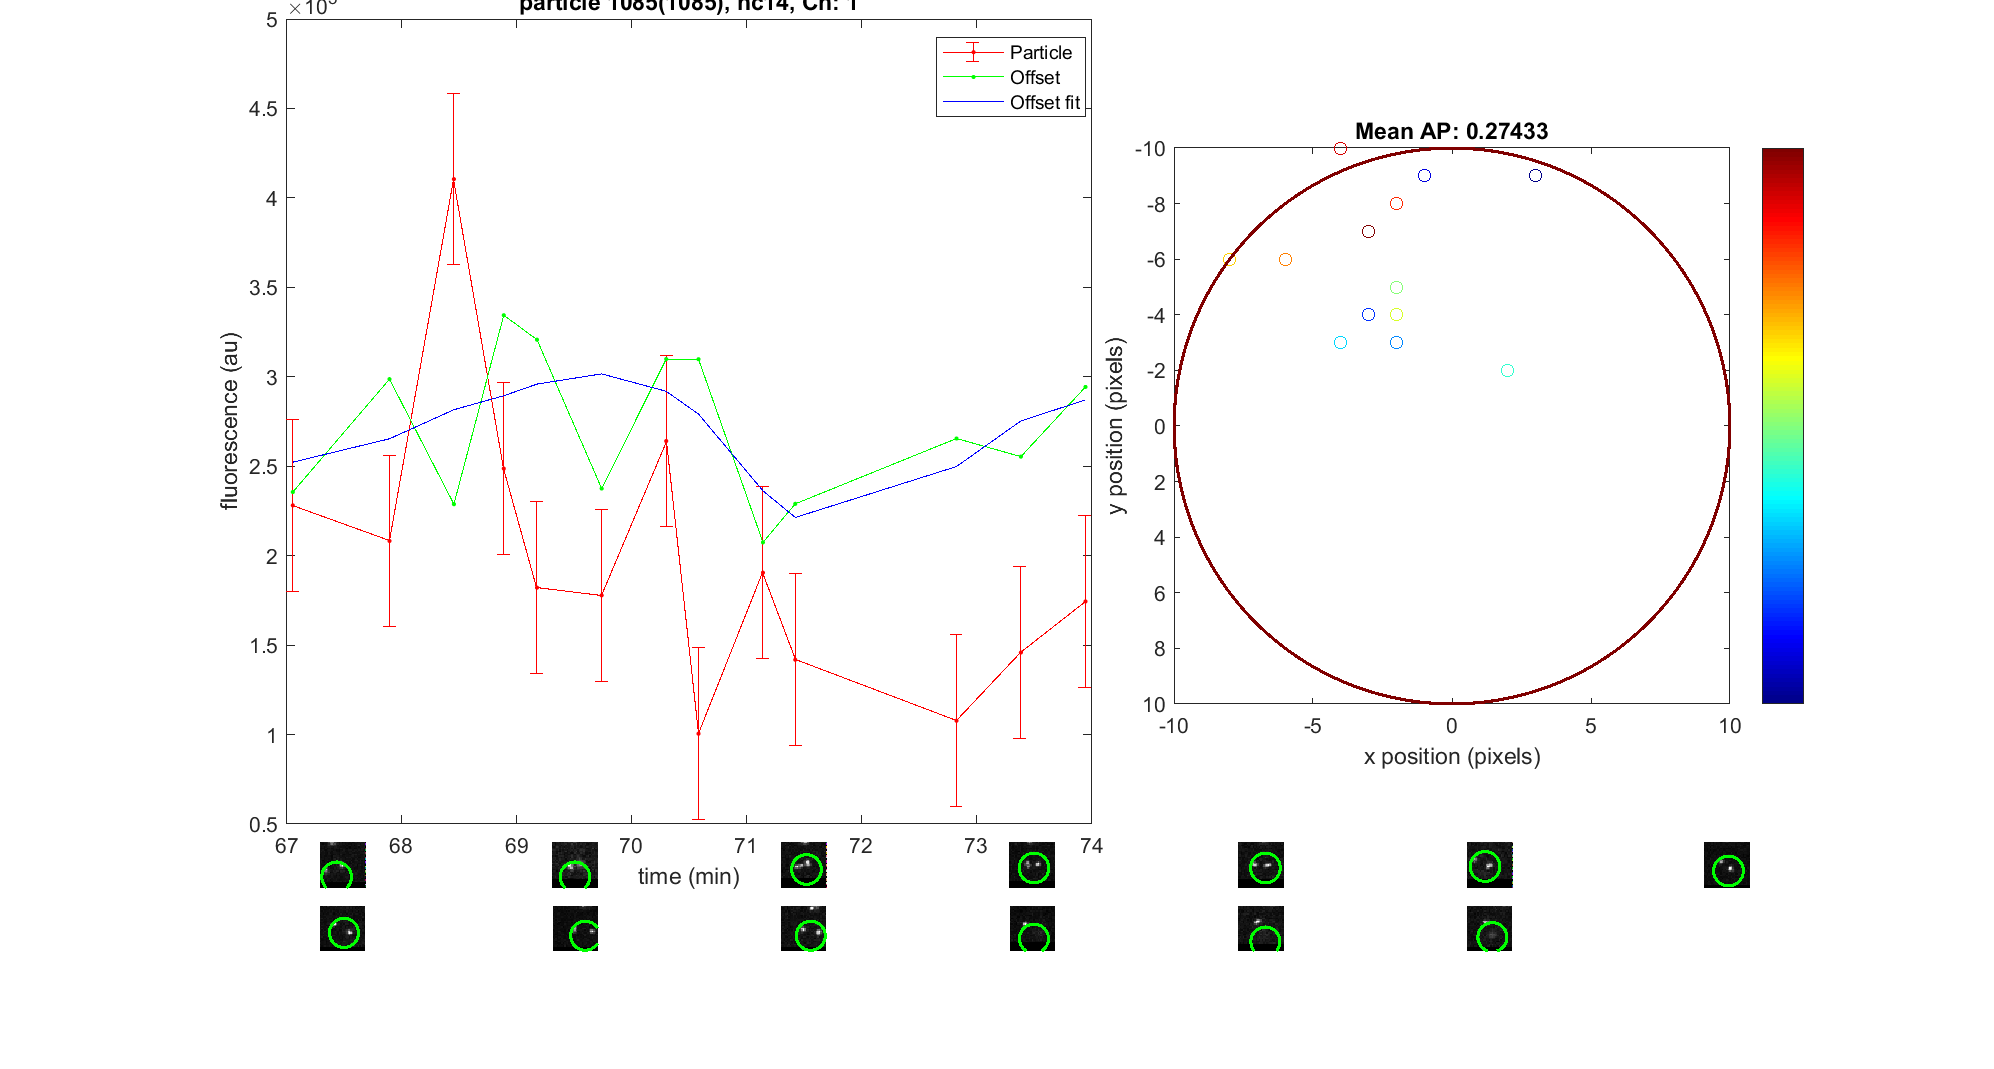 particle 1085(1085), nc14, Ch: 1
5
4.5
4
3.5
3
2.5
2
1.5
1
0.5
fluorescence (au)
67 68 69 70 71 72 73 74
time (min)
Particle
Offset
Offset fit
Mean AP: 0.27433
-10
-8
-6
-4
-2
0
2
4
6
8
10
y position (pixels)
-10 -5 0 5 10
x position (pixels)